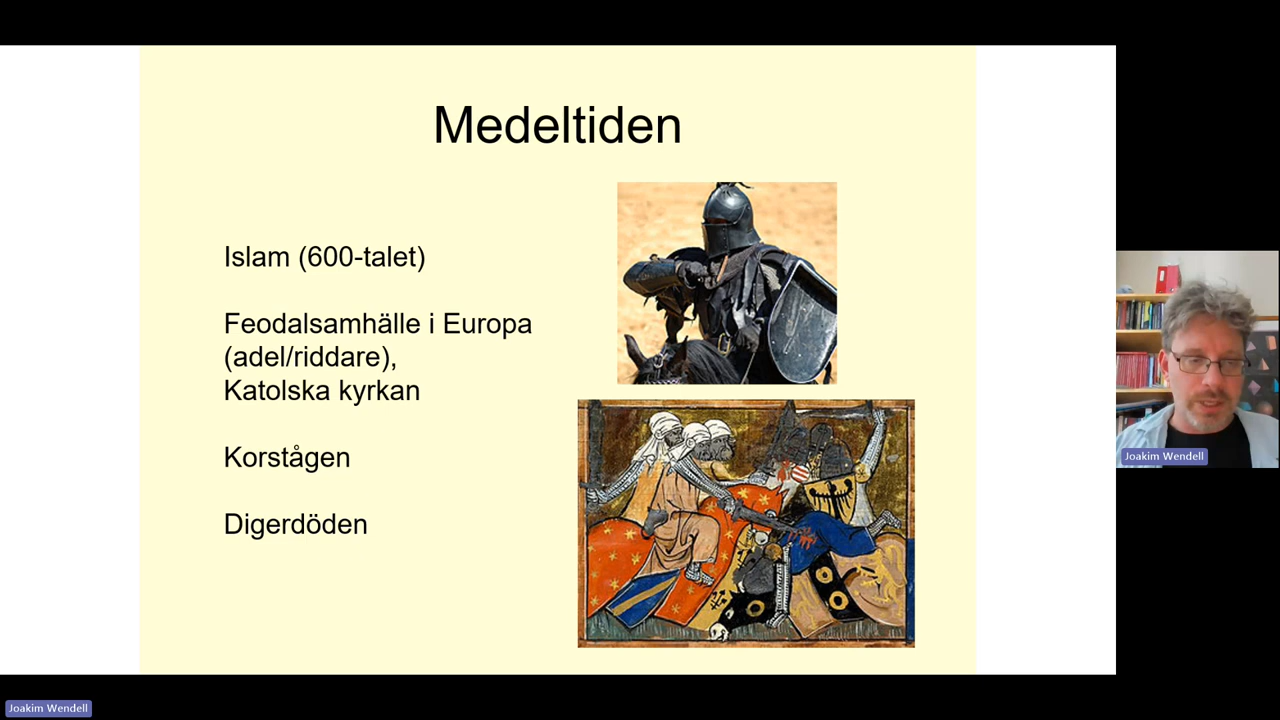 Medeltiden
Islam (600-talet)
Feodalsamhälle i Europa
(adel/riddare),
Katolska kyrkan
Korstågen
Digerdöden
Joakim Wendell
Joakim Wendell